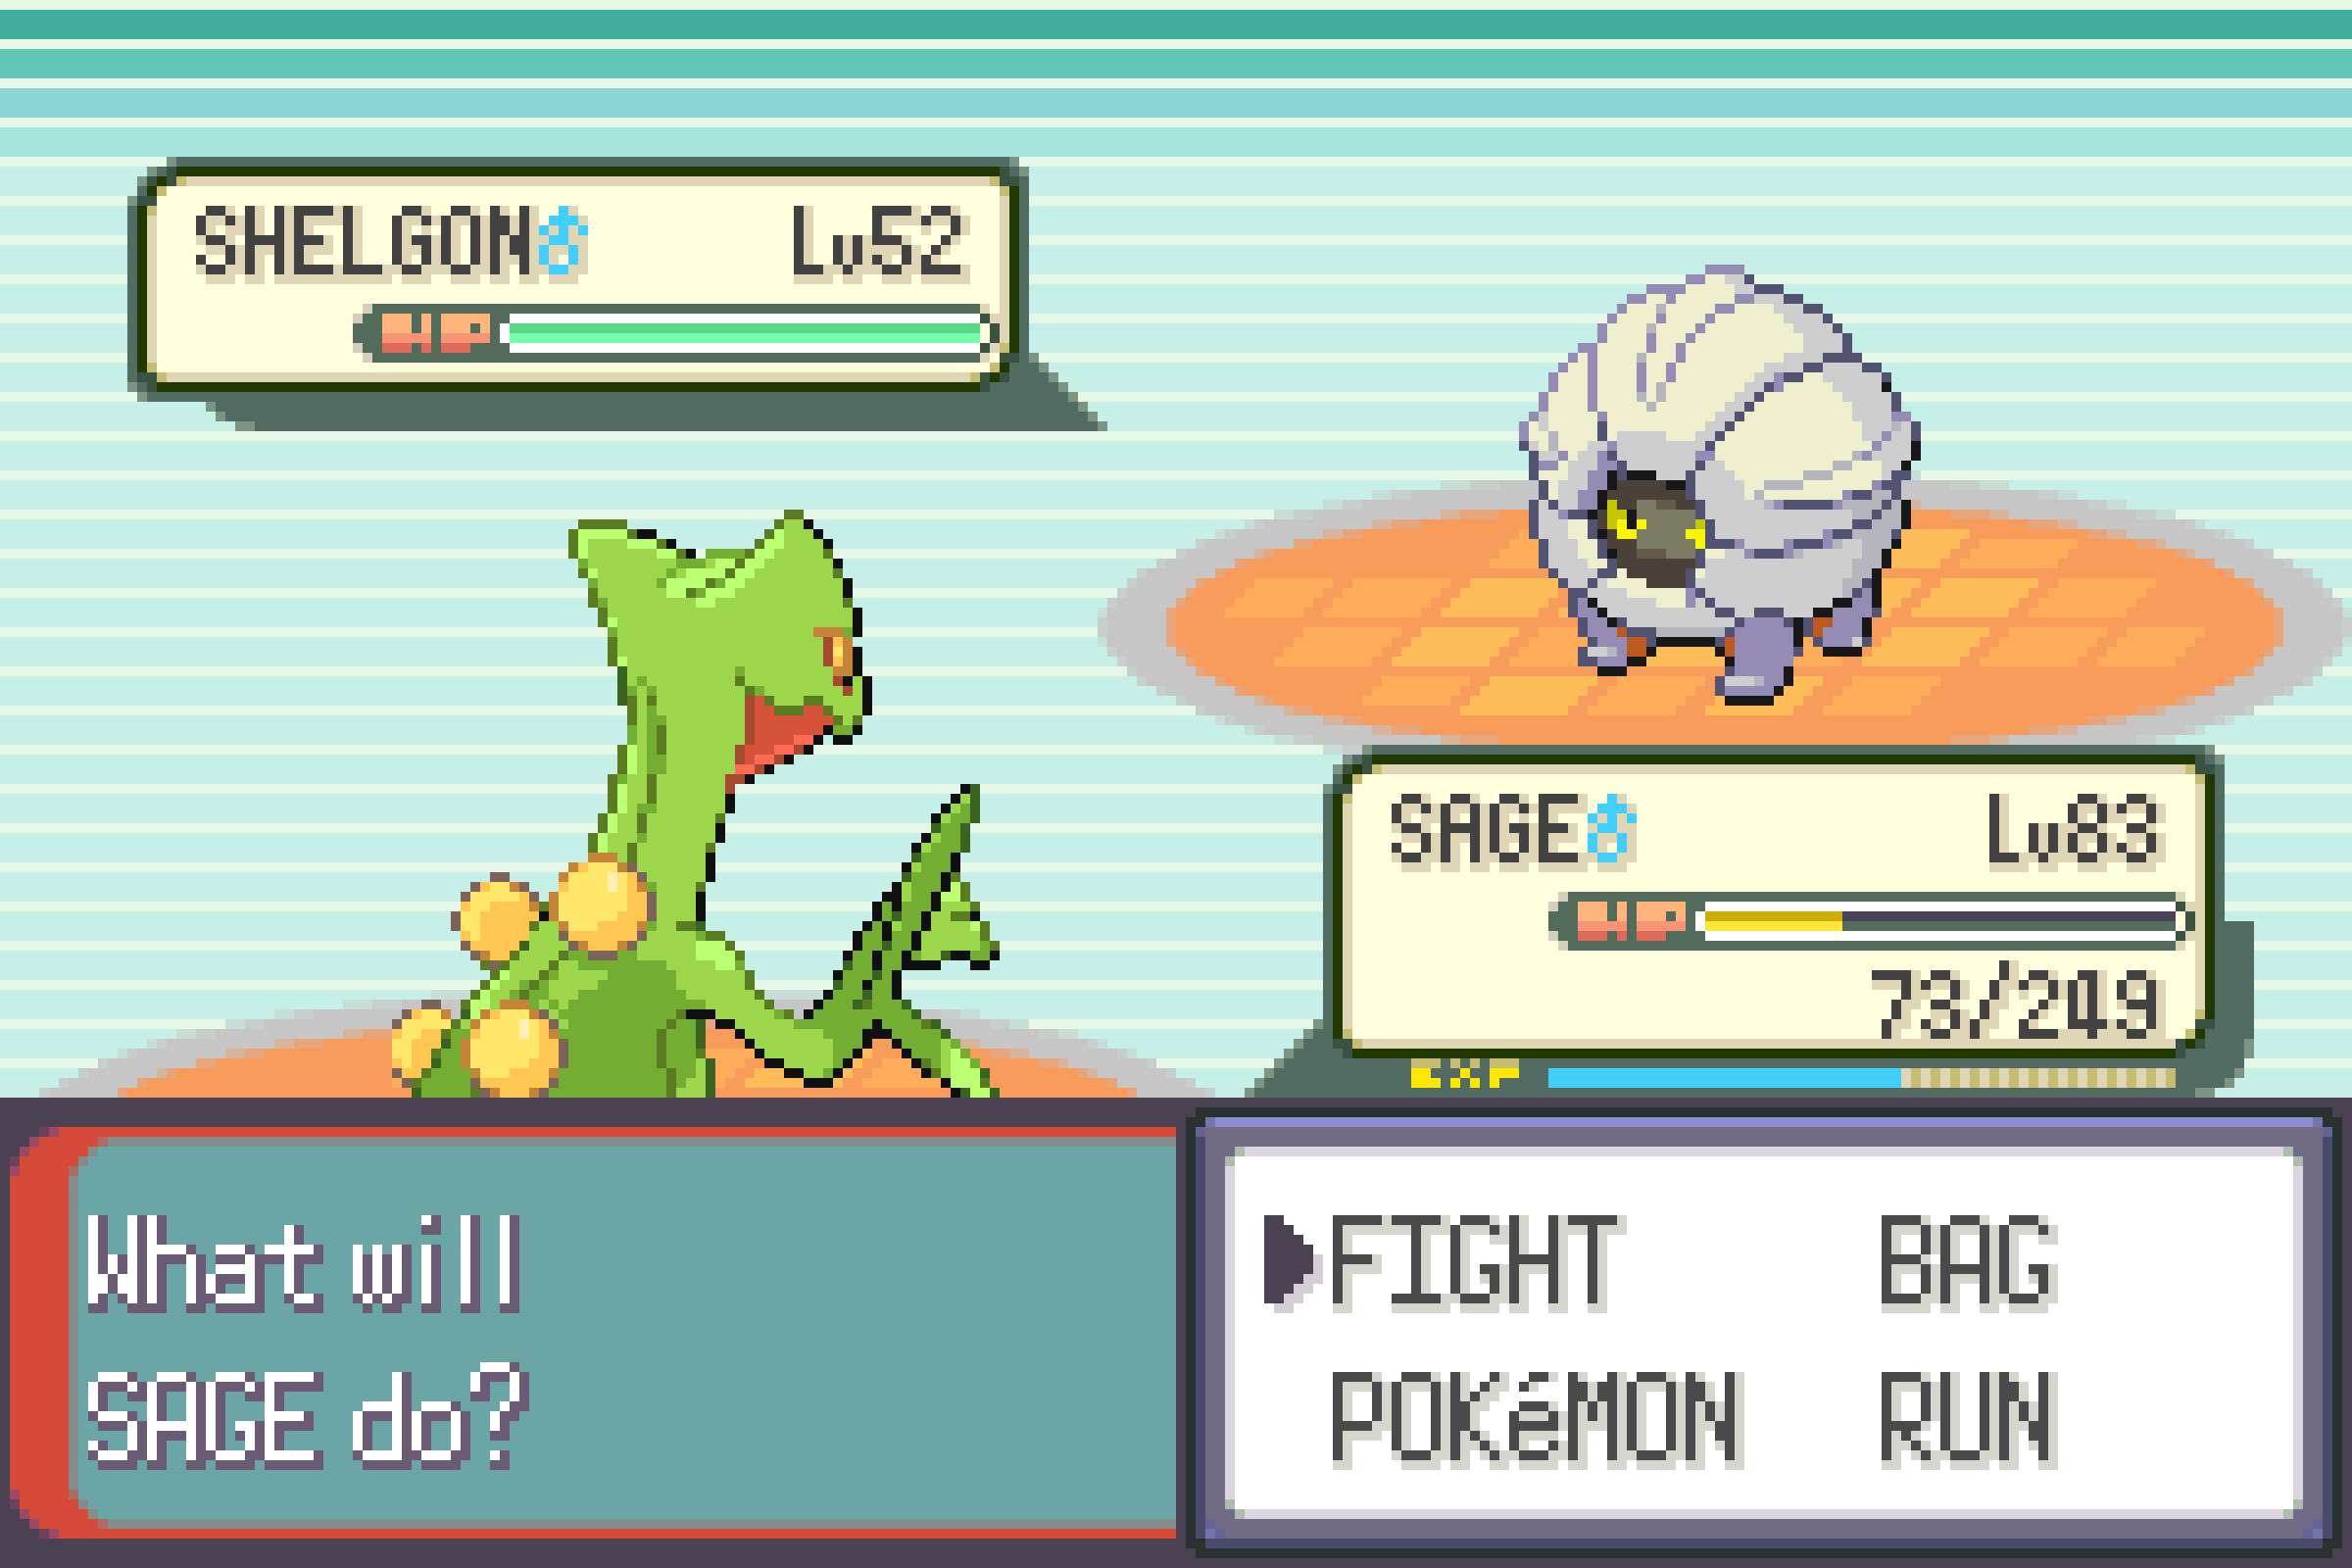 SHELGON♂ Lv52
HP
SAGE♂ Lv83
HP
73/249
EXP
What will
SAGE do?
FIGHT BAG
POKéMON RUN